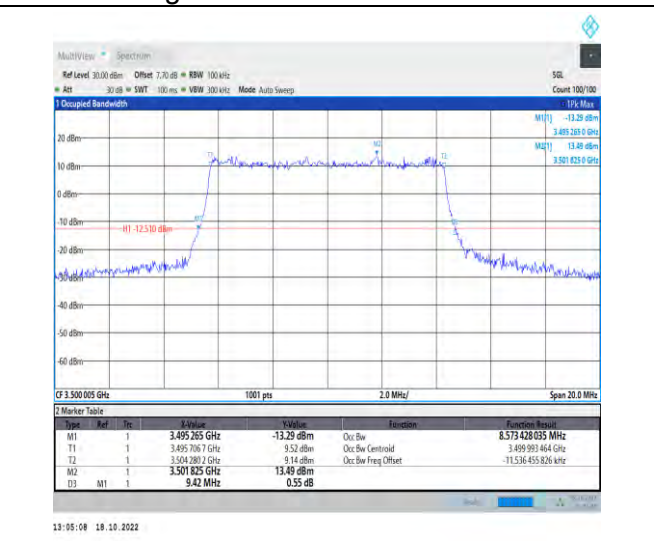 MultiView Spectrum
Ref Level 30.00 dBm Offset 7.70 dB RBW 100 kHz SGL
Att 30 dB SWT 100 ms VBW 300 kHz Mode Auto Sweep Count 100/100
1 Occupied Bandwidth 1Pk Max
M1[1] -13.29 dBm
3.495 265 0 GHz
20 dBm M2[1] 13.49 dBm
3.501 825 0 GHz
M2
T1 T2
10 dBm
0 dBm
-10 dBm
M1
H1 -12.510 dBm
-20 dBm
-30 dBm
-40 dBm
-50 dBm
-60 dBm
CF 3.500 005 GHz 1001 pts 2.0 MHz/ Span 20.0 MHz
2 Marker Table
Type Ref Trc X-Value Y-Value Function Function Result
M1 1 3.495 265 GHz -13.29 dBm Occ Bw 8.573 428 035 MHz
T1 1 3.495 706 7 GHz 9.52 dBm Occ Bw Centroid 3.499 993 464 GHz
T2 1 3.504 280 2 GHz 9.14 dBm Occ Bw Freq Offset -11.536 455 826 kHz
M2 1 3.501 825 GHz 13.49 dBm
D3 M1 1 9.42 MHz 0.55 dB
13:05:08 18.10.2022